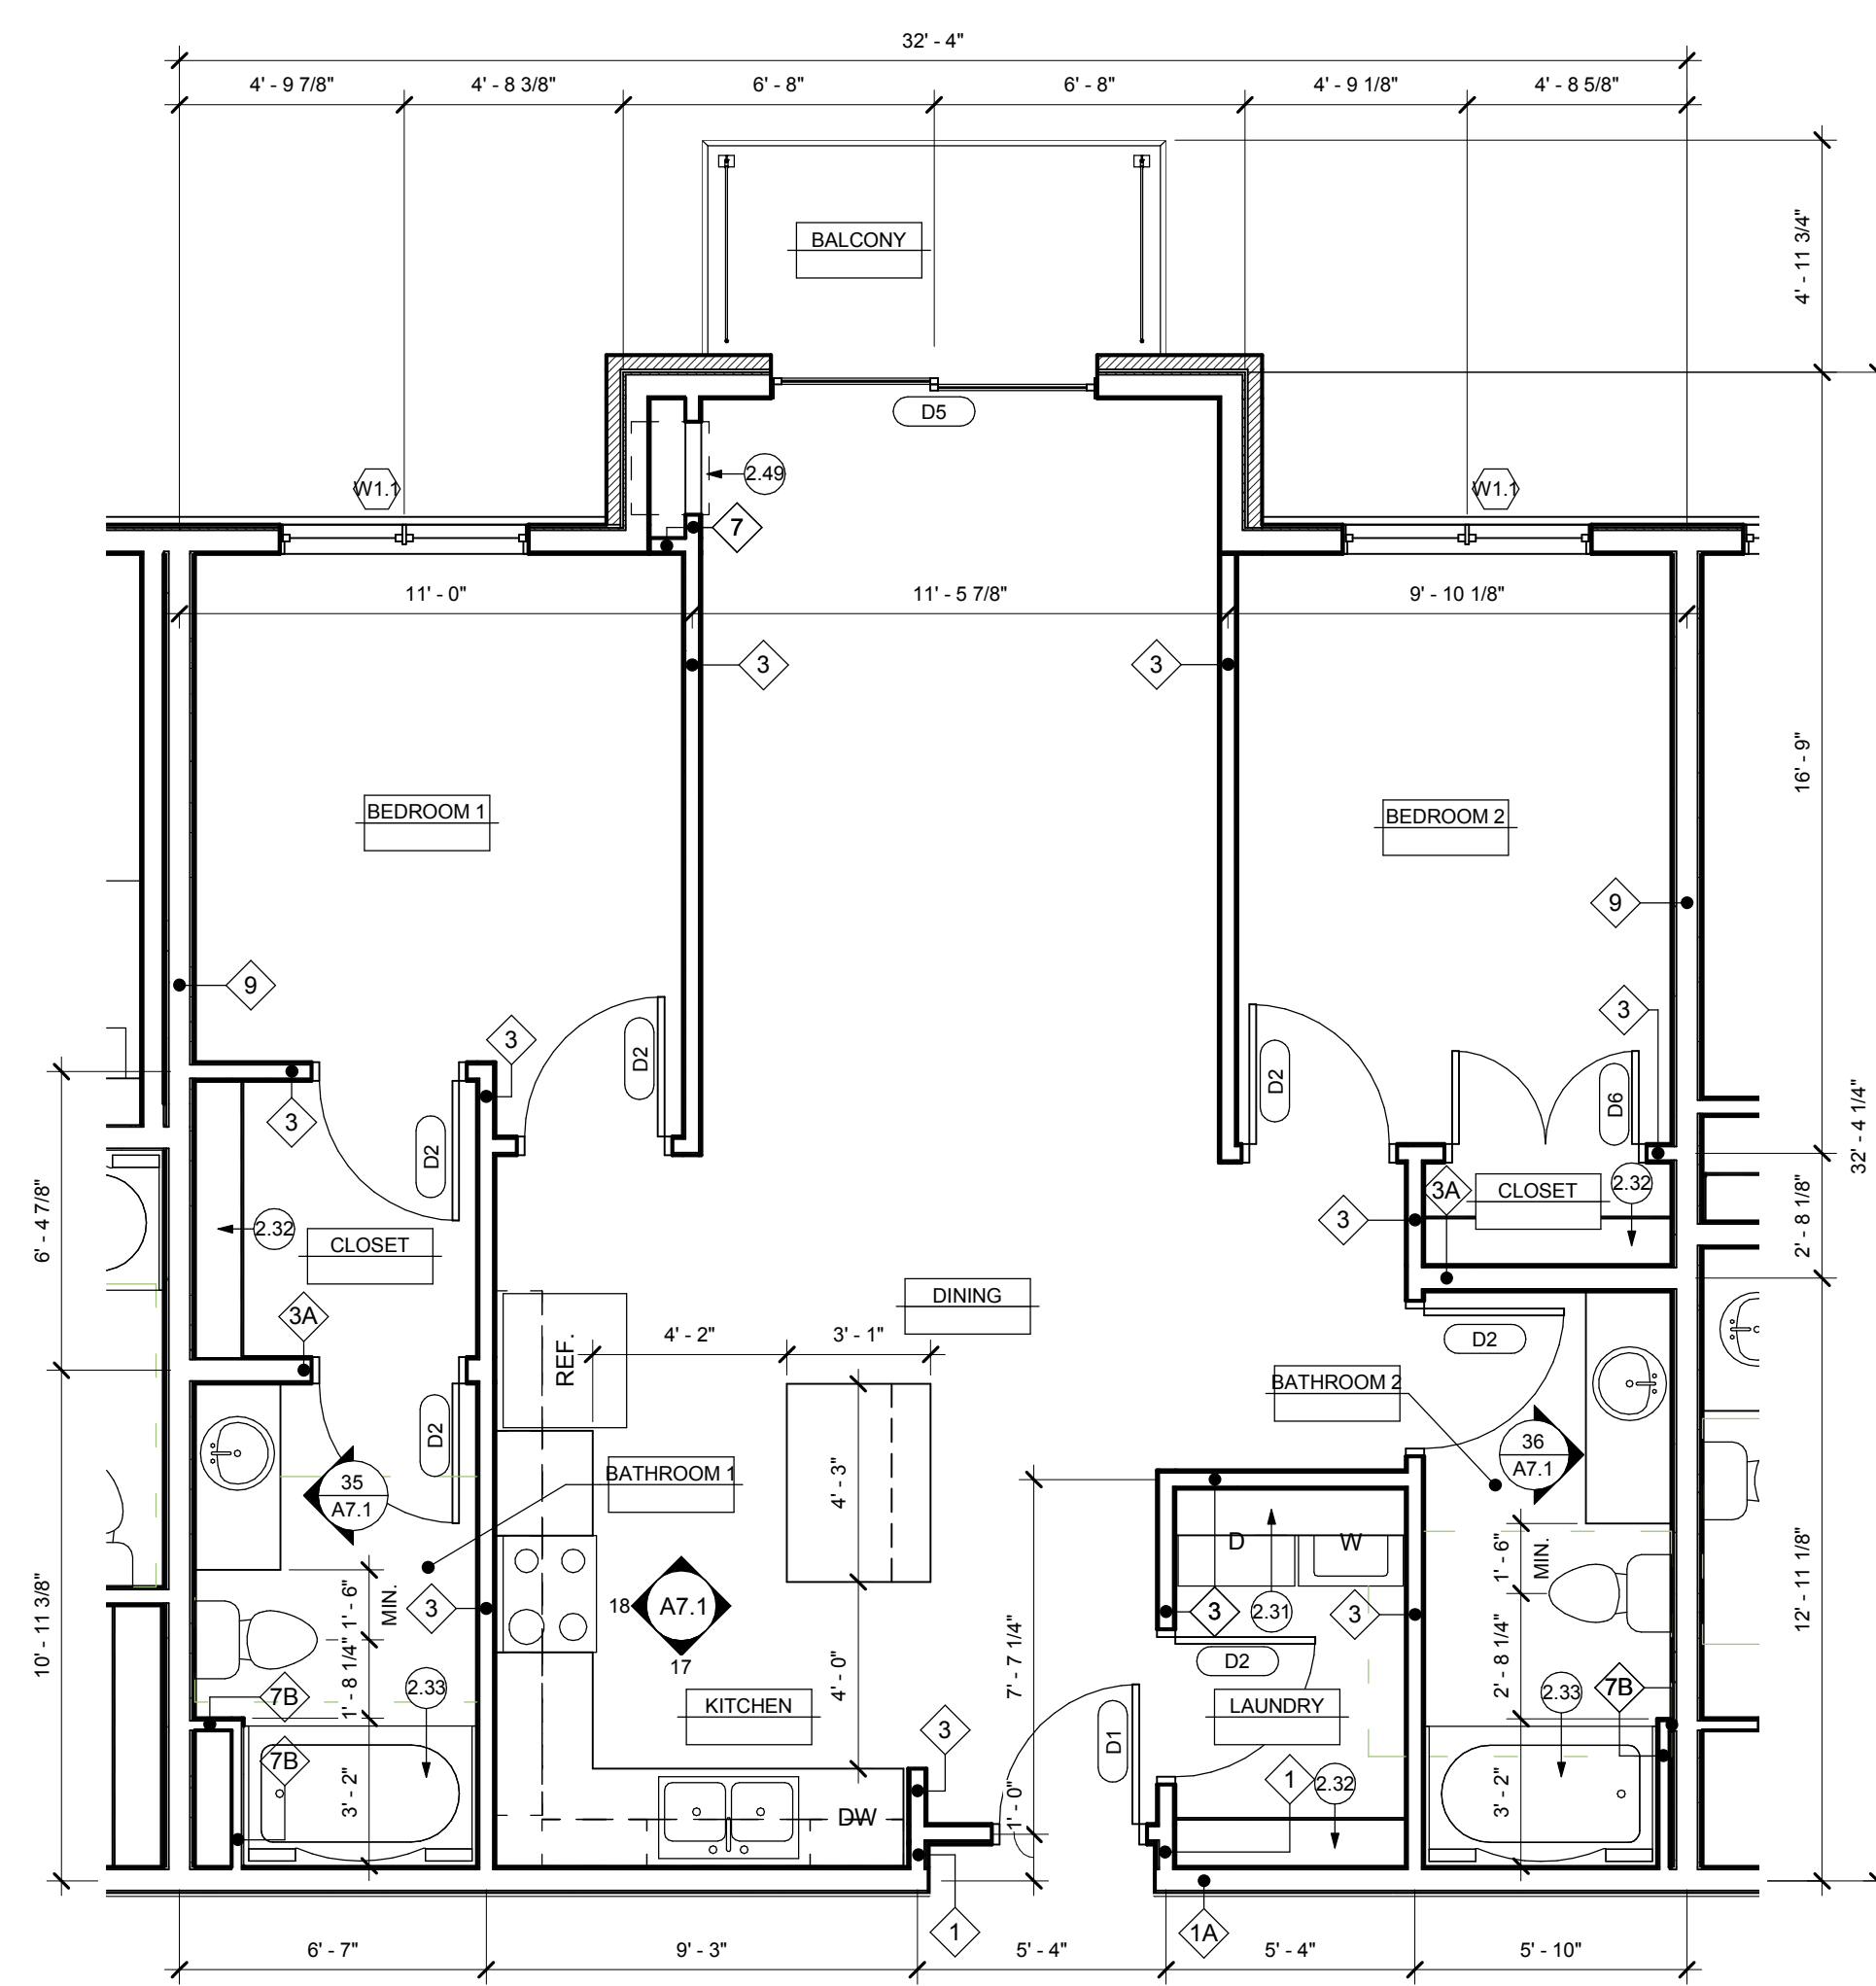 32' - 4"
4' - 9 7/8"
4' - 8 3/8"
6' - 8"
6' - 8"
4' - 9 1/8"
4' - 8 5/8"
BALCONY
4' - 11 3/4"
D5
2.49
W1.1
W1.1
7
11' - 0"
11' - 5 7/8"
9' - 10 1/8"
3
3
16' - 9"
BEDROOM 1
BEDROOM 2
9
9
3
3
D2
D2
D6
3
D2
32' - 4 1/4"
6' - 4 7/8"
2.32
CLOSET
3
3A
CLOSET
2.32
2' - 8 1/8"
3A
DINING
REF.
4' - 2"
3' - 1"
D2
D2
BATHROOM 2
35
A7.1
BATHROOM 1
4' - 3"
36
A7.1
D
W
1' - 6"
MIN.
1' - 6"
MIN.
3
18
A7.1
17
3
2.31
3
12' - 11 1/8"
10' - 11 3/8"
1' - 8 1/4"
2.33
7B
KITCHEN
4' - 0"
7' - 7 1/4"
D2
LAUNDRY
2' - 8 1/4"
2.33
7B
7B
3
D1
1
2.32
3' - 2"
DW
1' - 0"
3' - 2"
1
1A
6' - 7"
9' - 3"
5' - 4"
5' - 4"
5' - 10"